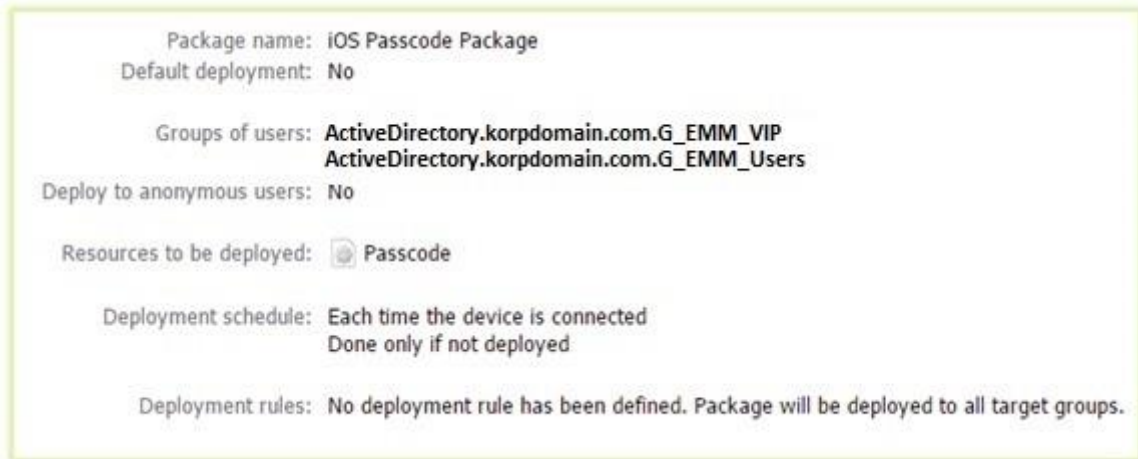 Package name: iOS Passcode Package
Default deployment: No
Groups of users: ActiveDirectory.korpdomain.com.G_EMM_VIP
ActiveDirectory.korpdomain.com.G_EMM_Users
Deploy to anonymous users: No
Resources to be deployed: Passcode
Deployment schedule: Each time the device is connected
Done only if not deployed
Deployment rules: No deployment rule has been defined. Package will be deployed to all target groups.